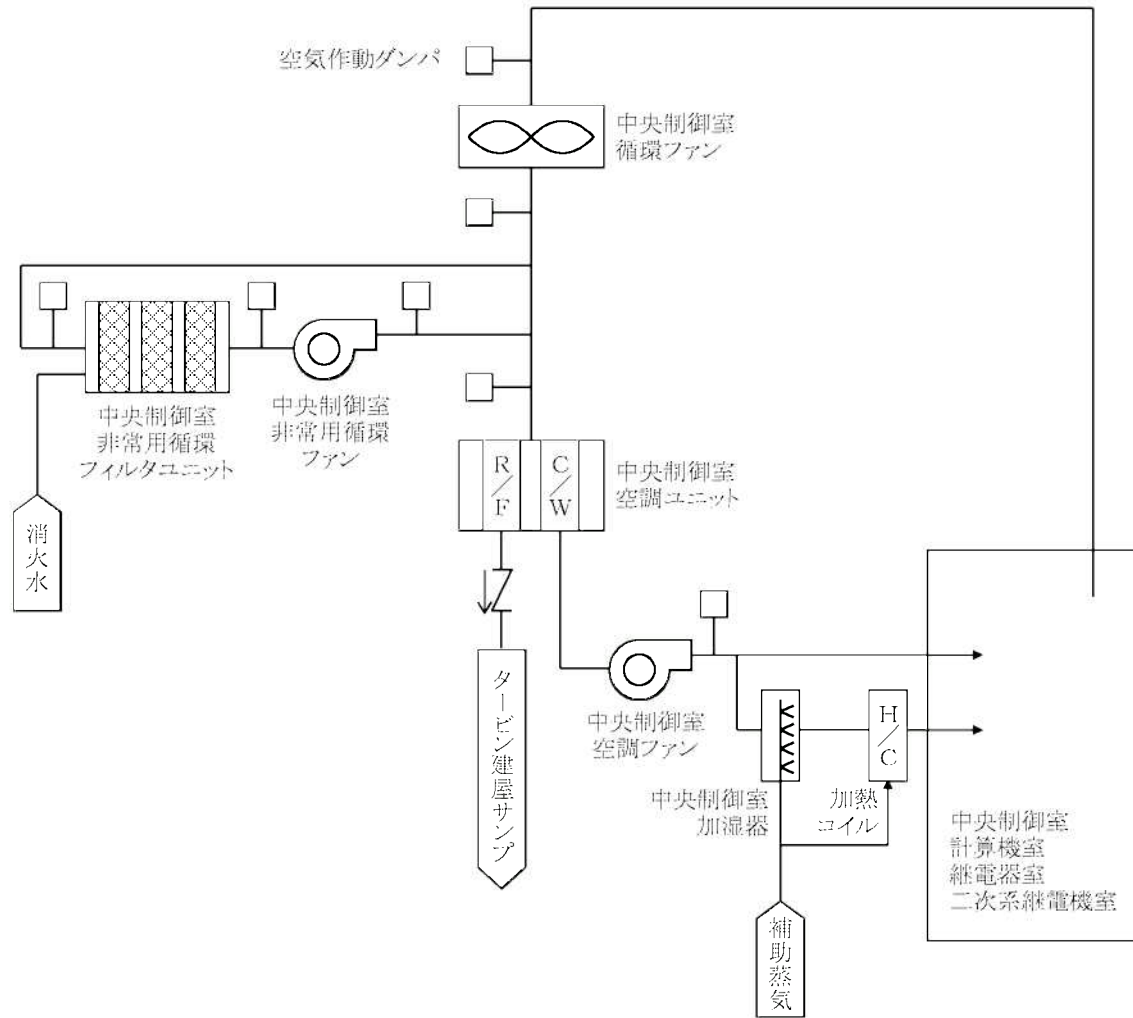 空気作動ダンパ
中央制御室
循環ファン
中央制御室
非常用循環
フィルタユニット
中央制御室
非常用循環
ファン
R/F
C/W
中央制御室
空調ユニット
消火水
タービン建屋サンプ
中央制御室
空調ファン
H/C
中央制御室
加湿器
加熱
コイル
中央制御室
計算機室
継電器室
二次系継電機室
補助蒸気